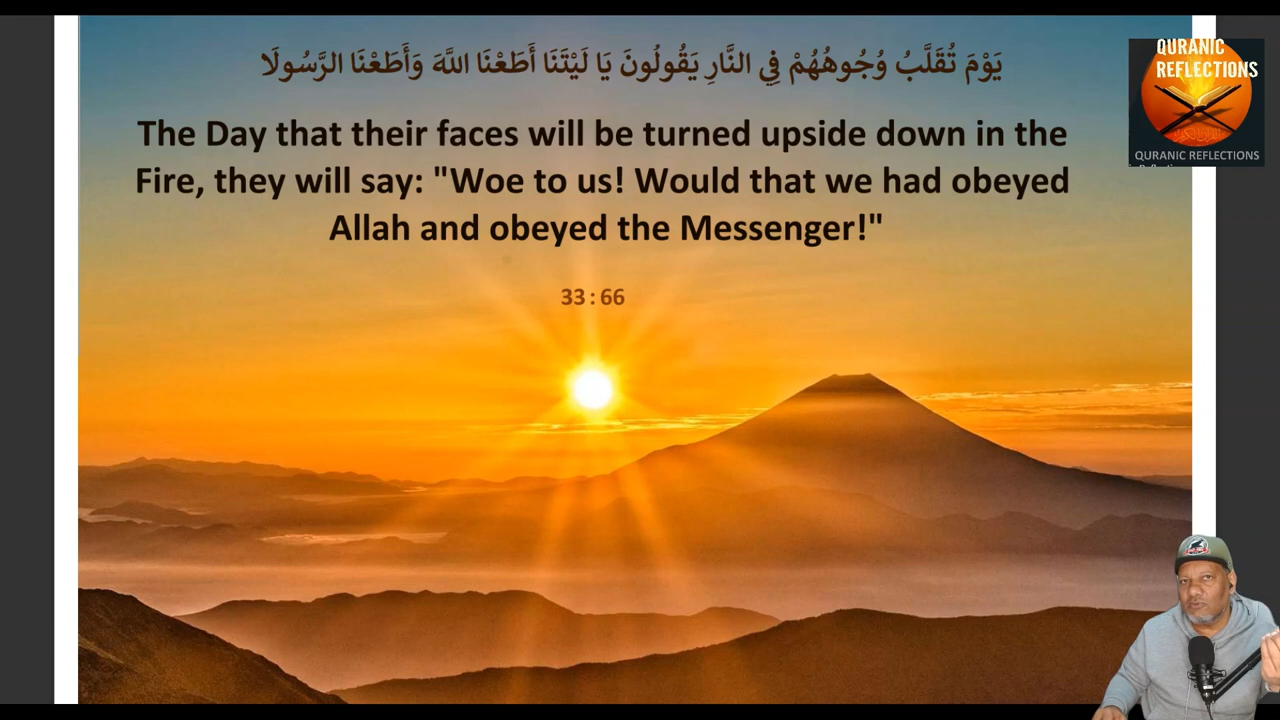 يَوْمَ تُقَلَّبُ وُجُوهُهُمْ فِي النَّارِ يَقُولُونَ يَا لَيْتَنَا أَطَعْنَا اللَّهَ وَأَطَعْنَا الرَّسُولَا
The Day that their faces will be turned upside down in the
Fire, they will say: "Woe to us! Would that we had obeyed
Allah and obeyed the Messenger!"
33 : 66
QURANIC
REFLECTIONS
QURANIC REFLECTIONS